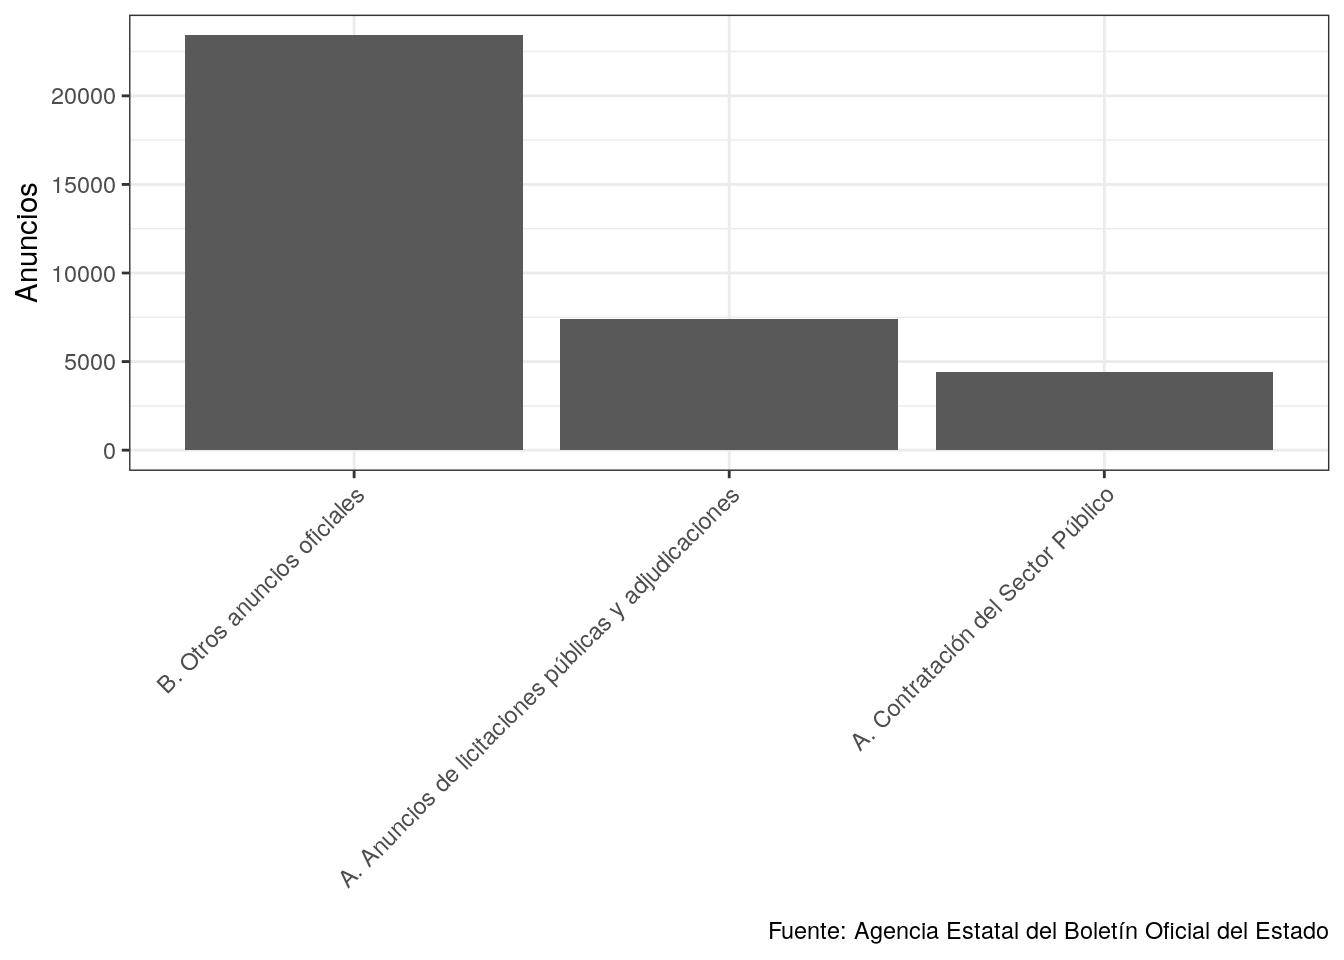 Anuncios
20000
15000
10000
5000
0
B. Otros anuncios oficiales
A. Anuncios de licitaciones públicas y adjudicaciones
A. Contratación del Sector Público
Fuente: Agencia Estatal del Boletín Oficial del Estado